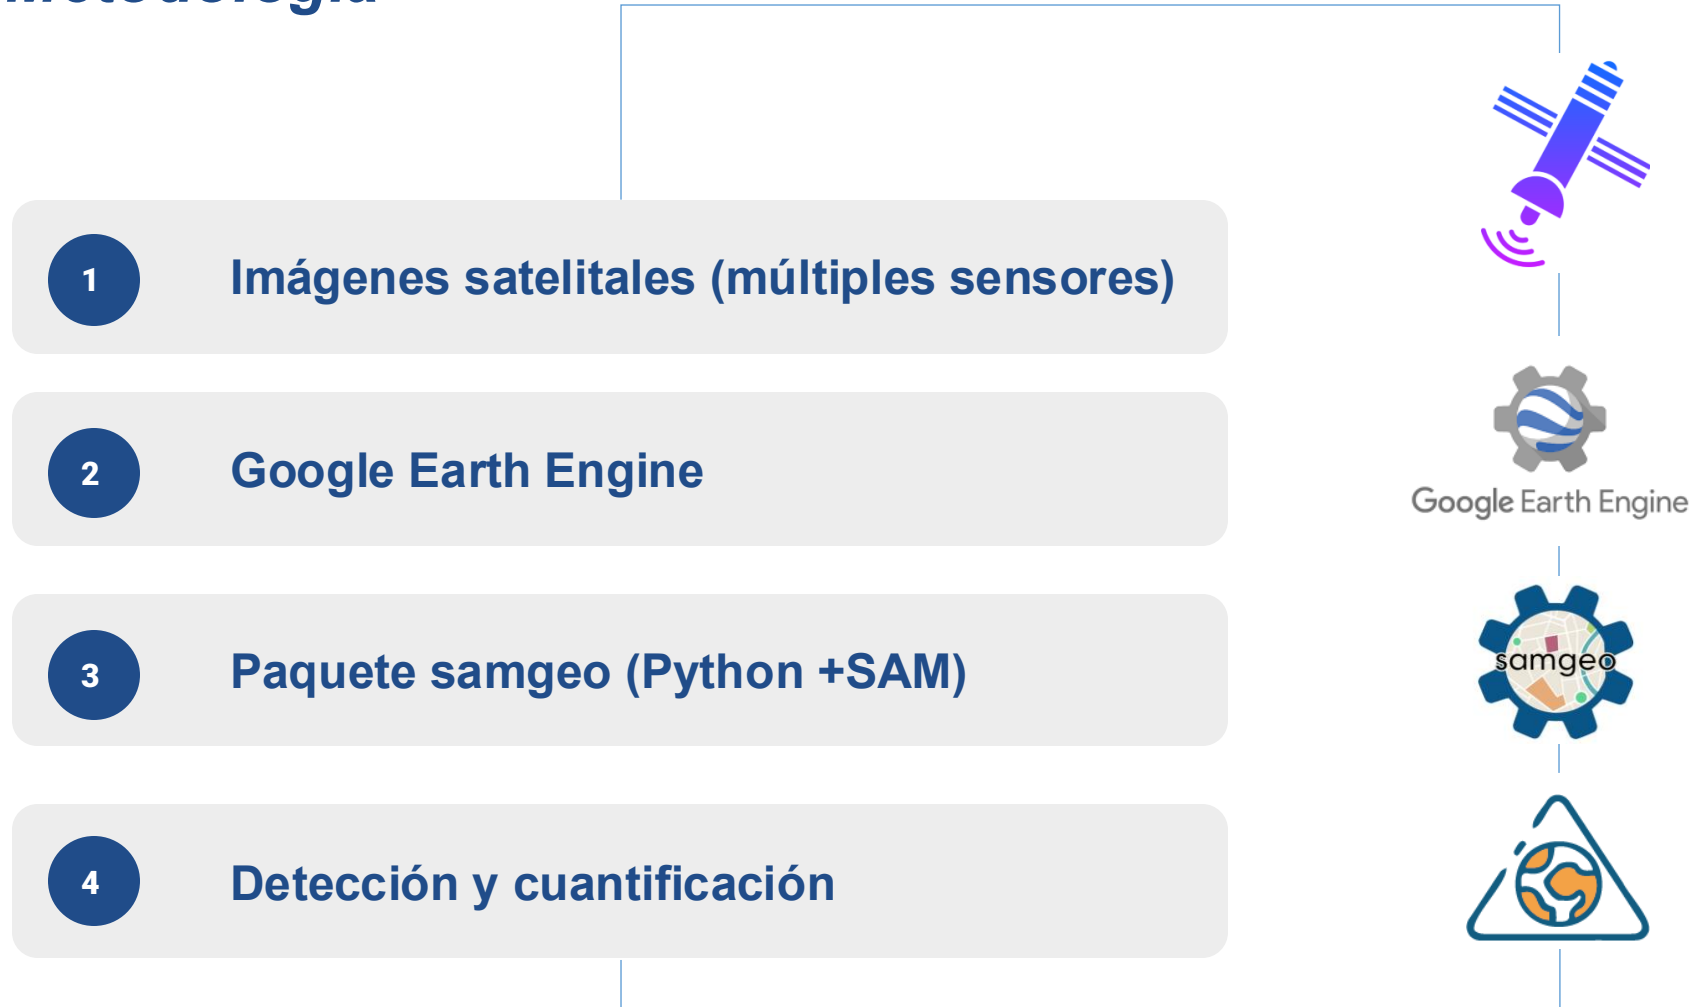 Metodología
1
Imágenes satelitales (múltiples sensores)
2
Google Earth Engine
Google Earth Engine
3
Paquete samgeo (Python +SAM)
samgeo
4
Detección y cuantificación